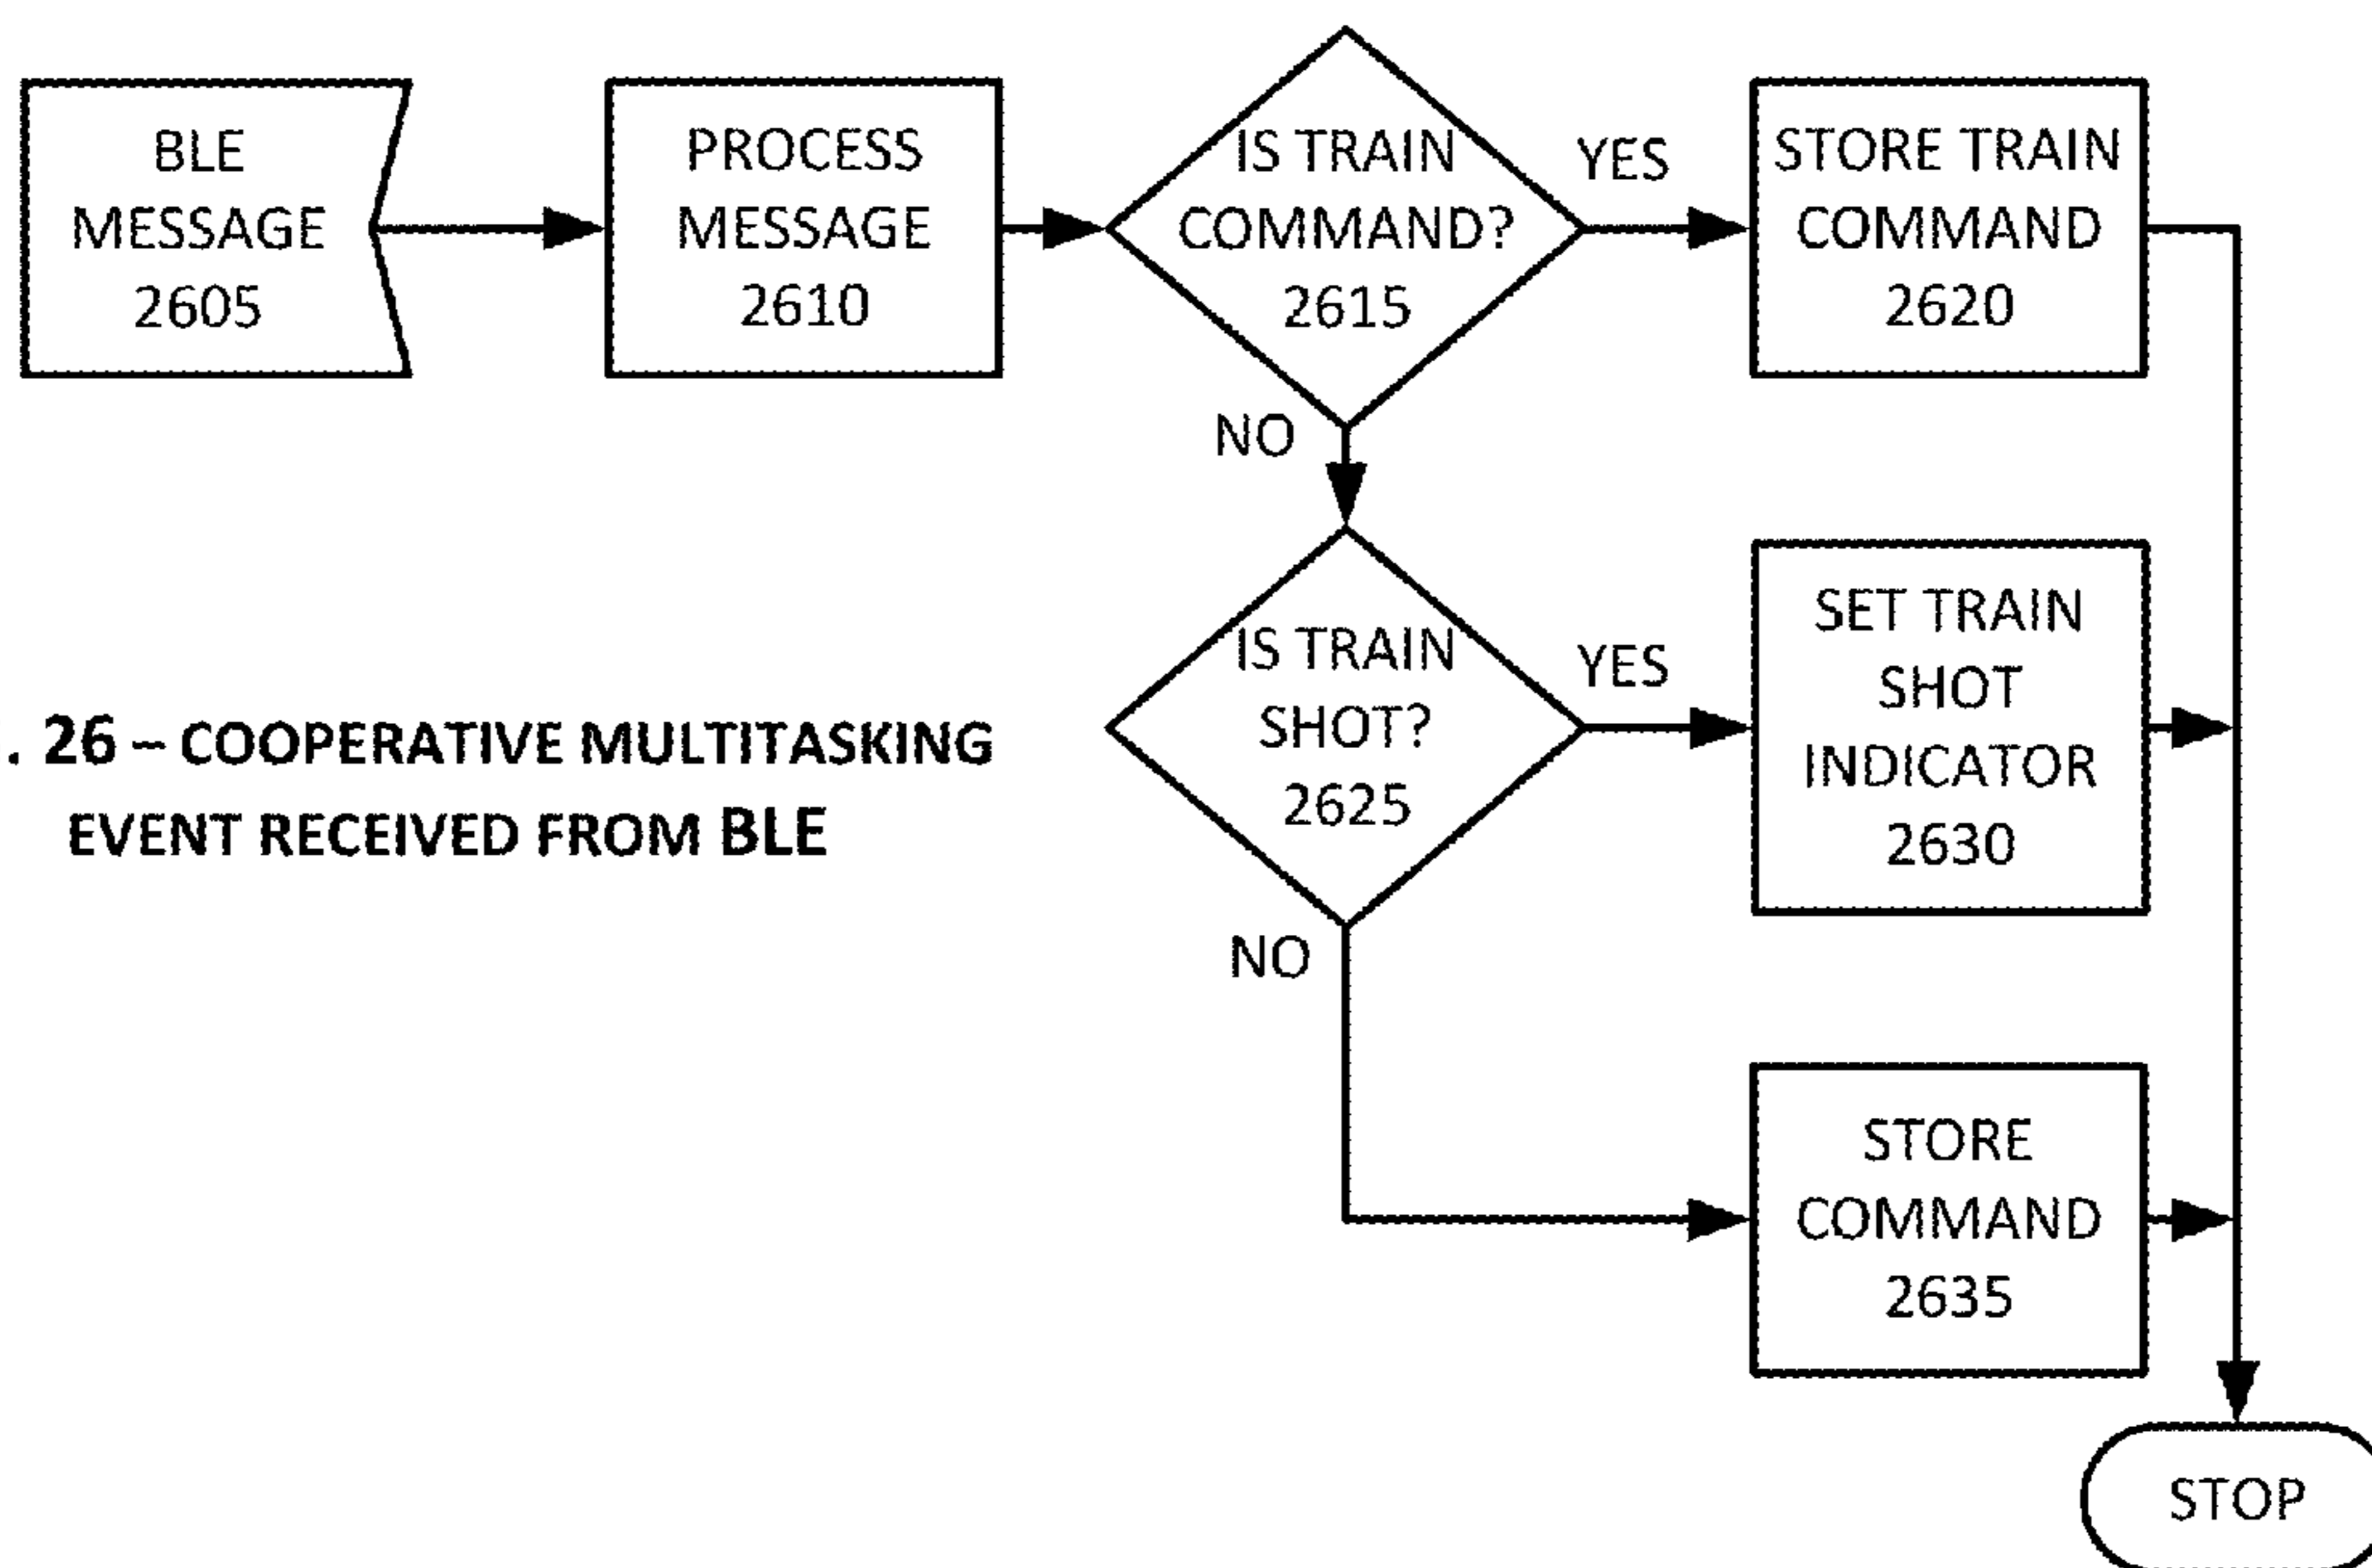 BLE
MESSAGE
2605
PROCESS
MESSAGE
2610
IS TRAIN
COMMAND?
2615
YES
STORE TRAIN
COMMAND
2620
NO
IS TRAIN
SHOT?
2625
YES
SET TRAIN
SHOT
INDICATOR
2630
. 26 – COOPERATIVE MULTITASKING
EVENT RECEIVED FROM BLE
NO
STORE
COMMAND
2635
STOP